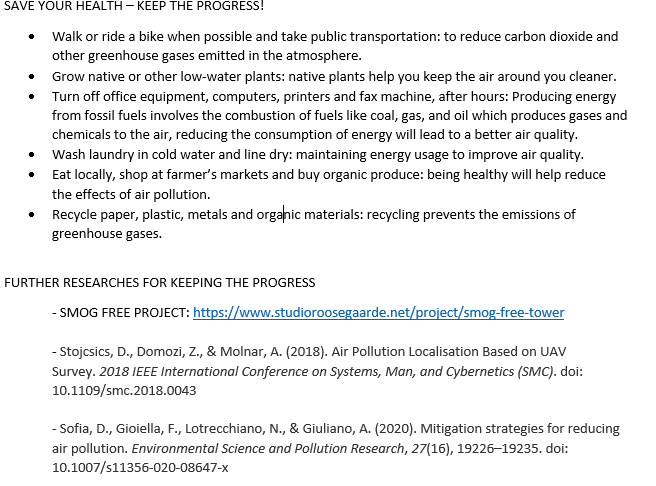 SAVE YOUR HEALTH – KEEP THE PROGRESS!
• Walk or ride a bike when possible and take public transportation: to reduce carbon dioxide and
other greenhouse gases emitted in the atmosphere.
• Grow native or other low-water plants: native plants help you keep the air around you cleaner.
• Turn off office equipment, computers, printers and fax machine, after hours: Producing energy
from fossil fuels involves the combustion of fuels like coal, gas, and oil which produces gases and
chemicals to the air, reducing the consumption of energy will lead to a better air quality.
• Wash laundry in cold water and line dry: maintaining energy usage to improve air quality.
• Eat locally, shop at farmer’s markets and buy organic produce: being healthy will help reduce
the effects of air pollution.
• Recycle paper, plastic, metals and organic materials: recycling prevents the emissions of
greenhouse gases.
FURTHER RESEARCHES FOR KEEPING THE PROGRESS
- SMOG FREE PROJECT: https://www.studioroosegaarde.net/project/smog-free-tower
- Stojcsics, D., Domozi, Z., & Molnar, A. (2018). Air Pollution Localisation Based on UAV
Survey. 2018 IEEE International Conference on Systems, Man, and Cybernetics (SMC). doi:
10.1109/smc.2018.0043
- Sofia, D., Gioiella, F., Lotrecchiano, N., & Giuliano, A. (2020). Mitigation strategies for reducing
air pollution. Environmental Science and Pollution Research, 27(16), 19226–19235. doi:
10.1007/s11356-020-08647-x